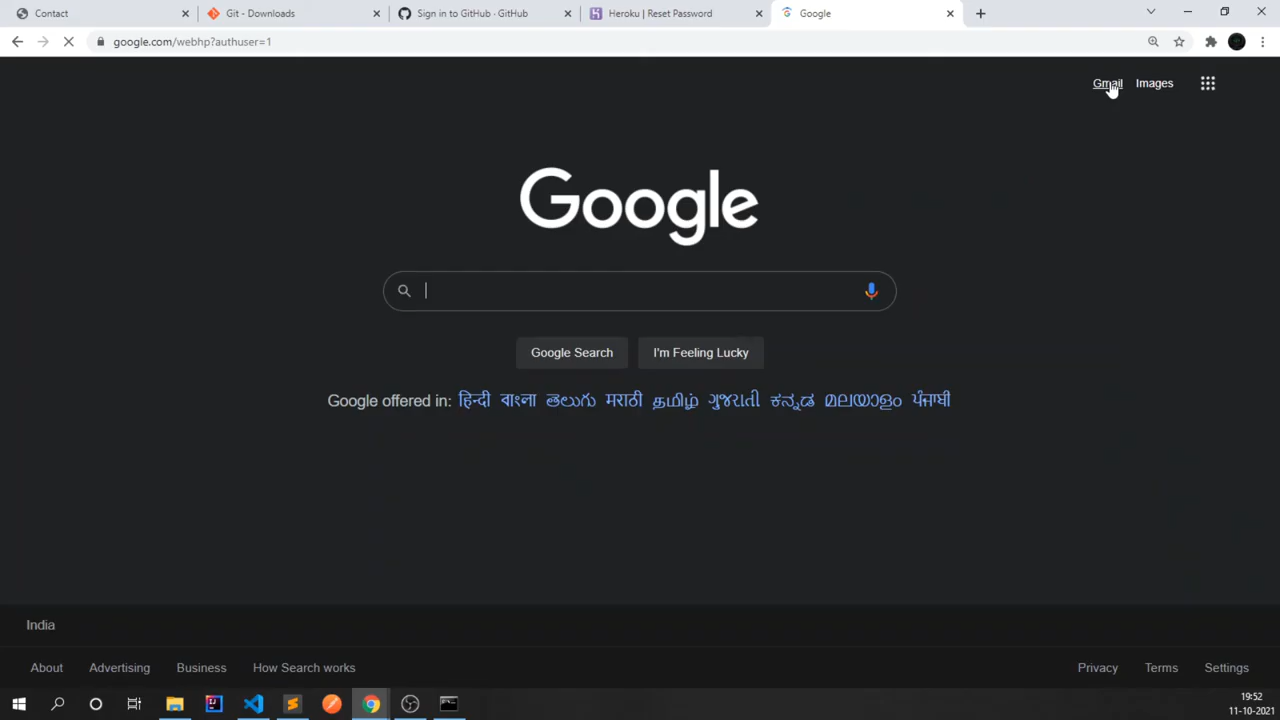 Contact
Git - Downloads
Sign in to GitHub · GitHub
Heroku | Reset Password
Google
google.com/webhp?authuser=1
Gmail Images
Google
Google Search
I'm Feeling Lucky
Google offered in: हिन्दी বাংলা తెలుగు मराठी தமிழ் ગુજરાતી ಕನ್ನಡ മലയാളം ਪੰਜਾਬੀ
India
About Advertising Business How Search works
Privacy Terms Settings
19:52
11-10-2021